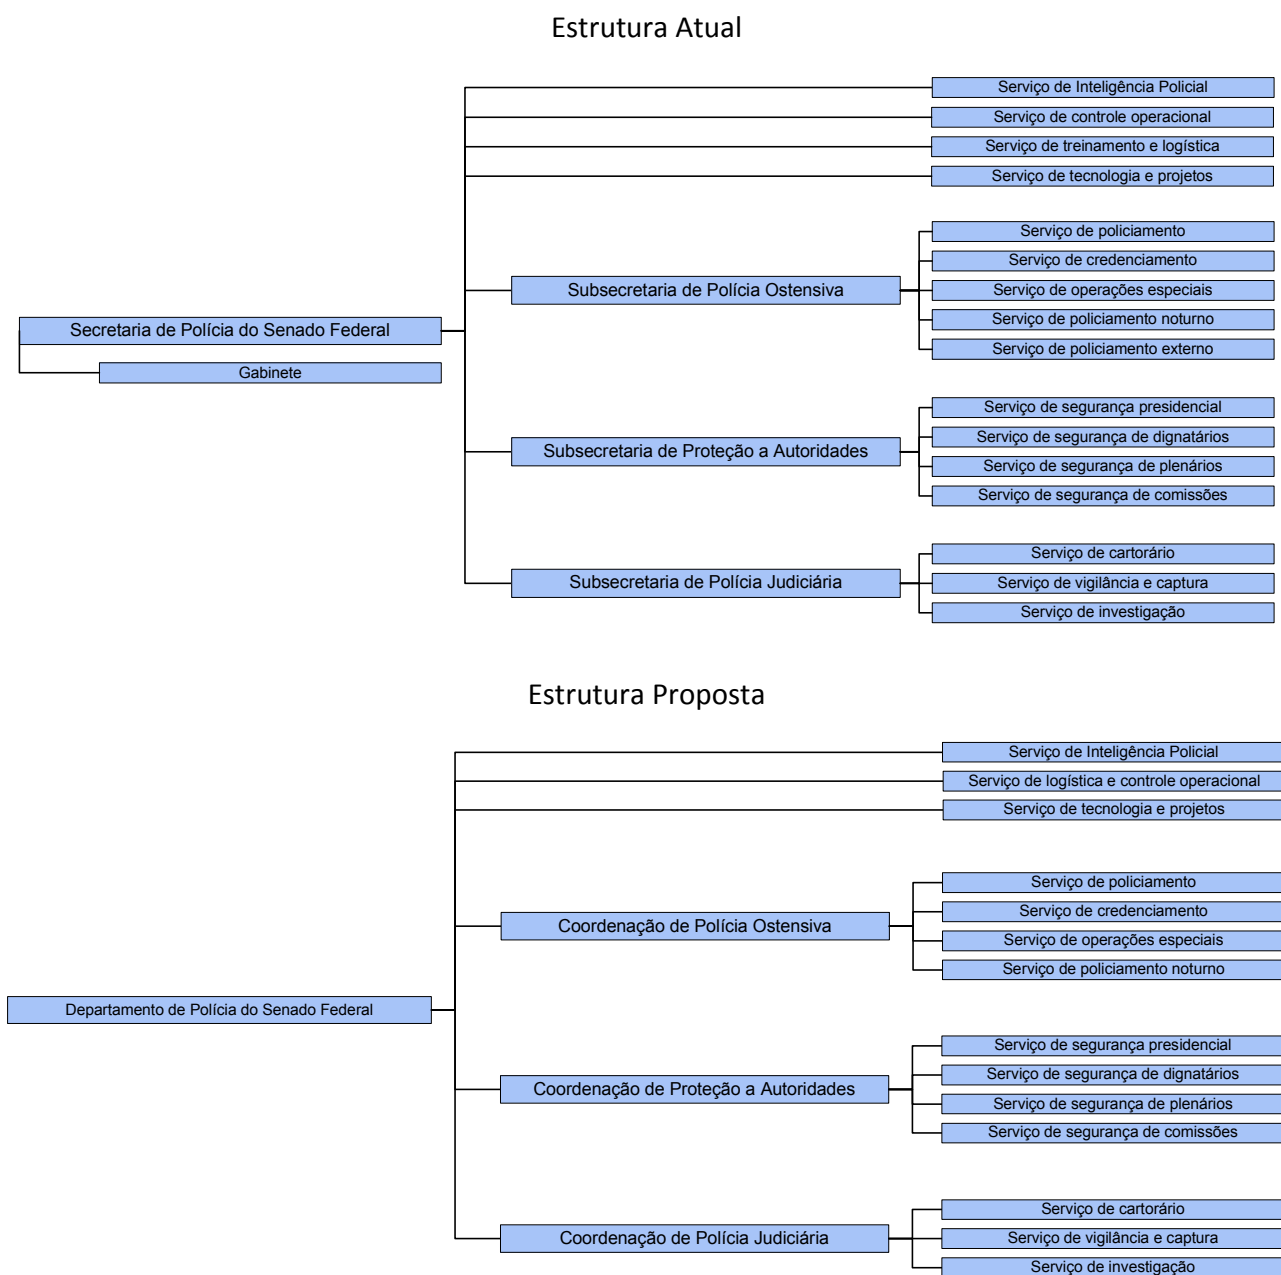 Estrutura Atual
Serviço de Inteligência Policial
Serviço de controle operacional
Serviço de treinamento e logística
Serviço de tecnologia e projetos
Serviço de policiamento
Serviço de credenciamento
Subsecretaria de Polícia Ostensiva
Serviço de operações especiais
Serviço de policiamento noturno
Secretaria de Polícia do Senado Federal
Serviço de policiamento externo
Gabinete
Serviço de segurança presidencial
Serviço de segurança de dignatários
Subsecretaria de Proteção a Autoridades
Serviço de segurança de plenários
Serviço de segurança de comissões
Serviço de cartorário
Subsecretaria de Polícia Judiciária
Serviço de vigilância e captura
Serviço de investigação
Estrutura Proposta
Serviço de Inteligência Policial
Serviço de logística e controle operacional
Serviço de tecnologia e projetos
Serviço de policiamento
Serviço de credenciamento
Coordenação de Polícia Ostensiva
Serviço de operações especiais
Serviço de policiamento noturno
Departamento de Polícia do Senado Federal
Serviço de segurança presidencial
Serviço de segurança de dignatários
Coordenação de Proteção a Autoridades
Serviço de segurança de plenários
Serviço de segurança de comissões
Serviço de cartorário
Coordenação de Polícia Judiciária
Serviço de vigilância e captura
Serviço de investigação